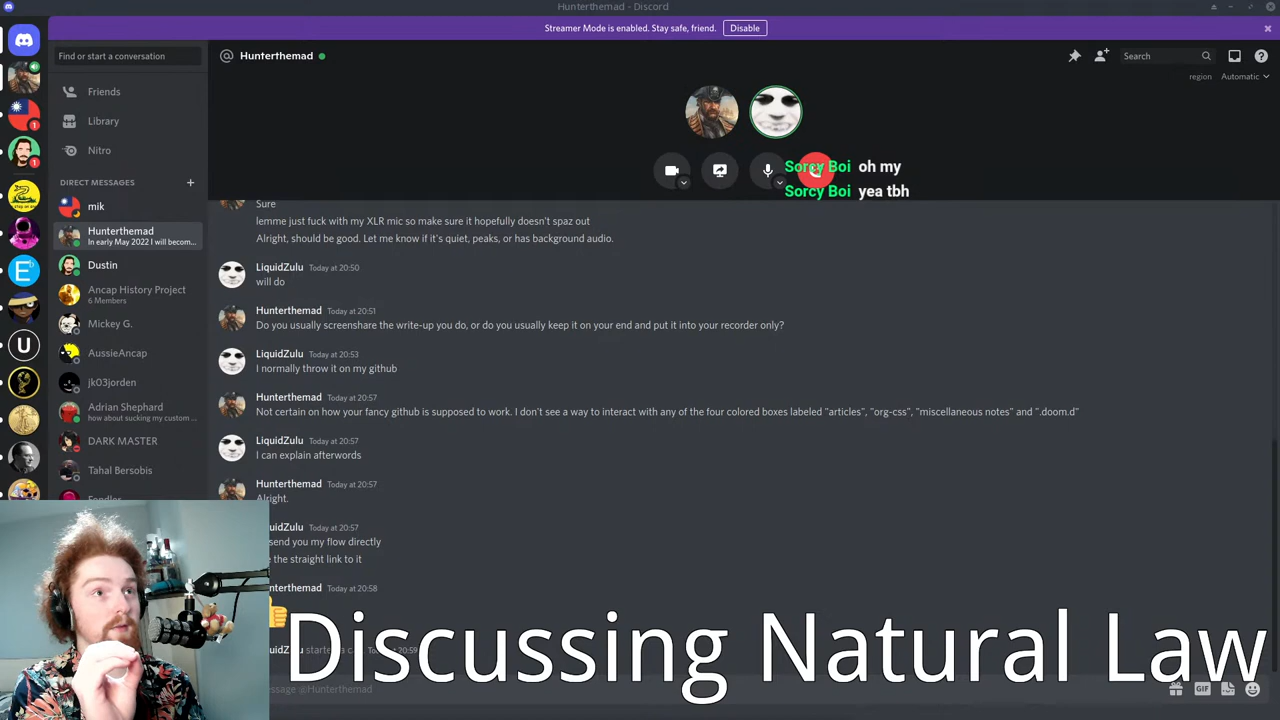 Hunterthemad - Discord
Streamer Mode is enabled. Stay safe, friend.
Disable
Find or start a conversation
Hunterthemad
Search
region
Automatic
Friends
Library
Nitro
DIRECT MESSAGES
mik
Hunterthemad
In early May 2022 I will becom...
Dustin
Ancap History Project
6 Members
Mickey G.
AussieAncap
jk03jorden
Adrian Shephard
how about sucking my custom ...
DARK MASTER
Tahal Bersobis
1
1
E
U
Sorcy Boi oh my
Sorcy Boi yea tbh
Sure
lemme just fuck with my XLR mic so make sure it hopefully doesn't spaz out
Alright, should be good. Let me know if it's quiet, peaks, or has background audio.
LiquidZulu Today at 20:50
will do
Hunterthemad Today at 20:51
Do you usually screenshare the write-up you do, or do you usually keep it on your end and put it into your recorder only?
LiquidZulu Today at 20:53
I normally throw it on my github
Hunterthemad Today at 20:57
Not certain on how your fancy github is supposed to work. I don't see a way to interact with any of the four colored boxes labeled "articles", "org-css", "miscellaneous notes" and ".doom.d"
LiquidZulu Today at 20:57
I can explain afterwords
Hunterthemad Today at 20:57
Alright.
quidZulu Today at 20:57
send you my flow directly
the straight link to it
nterthemad Today at 20:58
Discussing Natural Law
message @Hunterthemad
GIF